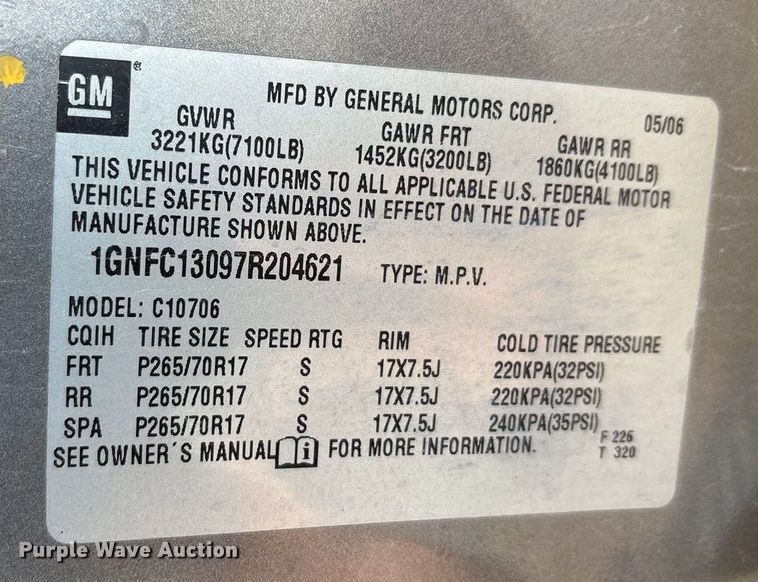 GM ®
MFD BY GENERAL MOTORS CORP. 05/06
GVWR GAWR FRT GAWR RR
3221KG(7100LB) 1452KG(3200LB) 1860KG(4100LB)
THIS VEHICLE CONFORMS TO ALL APPLICABLE U.S. FEDERAL MOTOR
VEHICLE SAFETY STANDARDS IN EFFECT ON THE DATE OF
MANUFACTURE SHOWN ABOVE.
1GNFC13097R204621 TYPE: M.P.V.
MODEL: C10706
CQIH TIRE SIZE SPEED RTG RIM COLD TIRE PRESSURE
FRT P265/70R17 S 17X7.5J 220KPA(32PSI)
RR P265/70R17 S 17X7.5J 220KPA(32PSI)
SPA P265/70R17 S 17X7.5J 240KPA(35PSI)
SEE OWNER´S MANUAL i FOR MORE INFORMATION. F 226
T 320
Purple Wave Auction